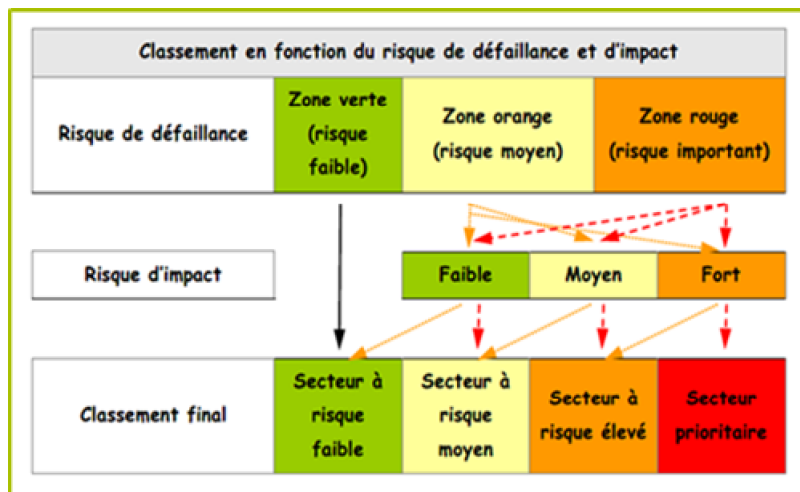 Classement en fonction du risque de défaillance et d'impact
Risque de défaillance
Zone verte
(risque
faible)
Zone orange
(risque moyen)
Zone rouge
(risque important)
Risque d'impact
Faible
Moyen
Fort
Classement final
Secteur à
risque
faible
Secteur à
risque
moyen
Secteur à
risque élevé
Secteur
prioritaire